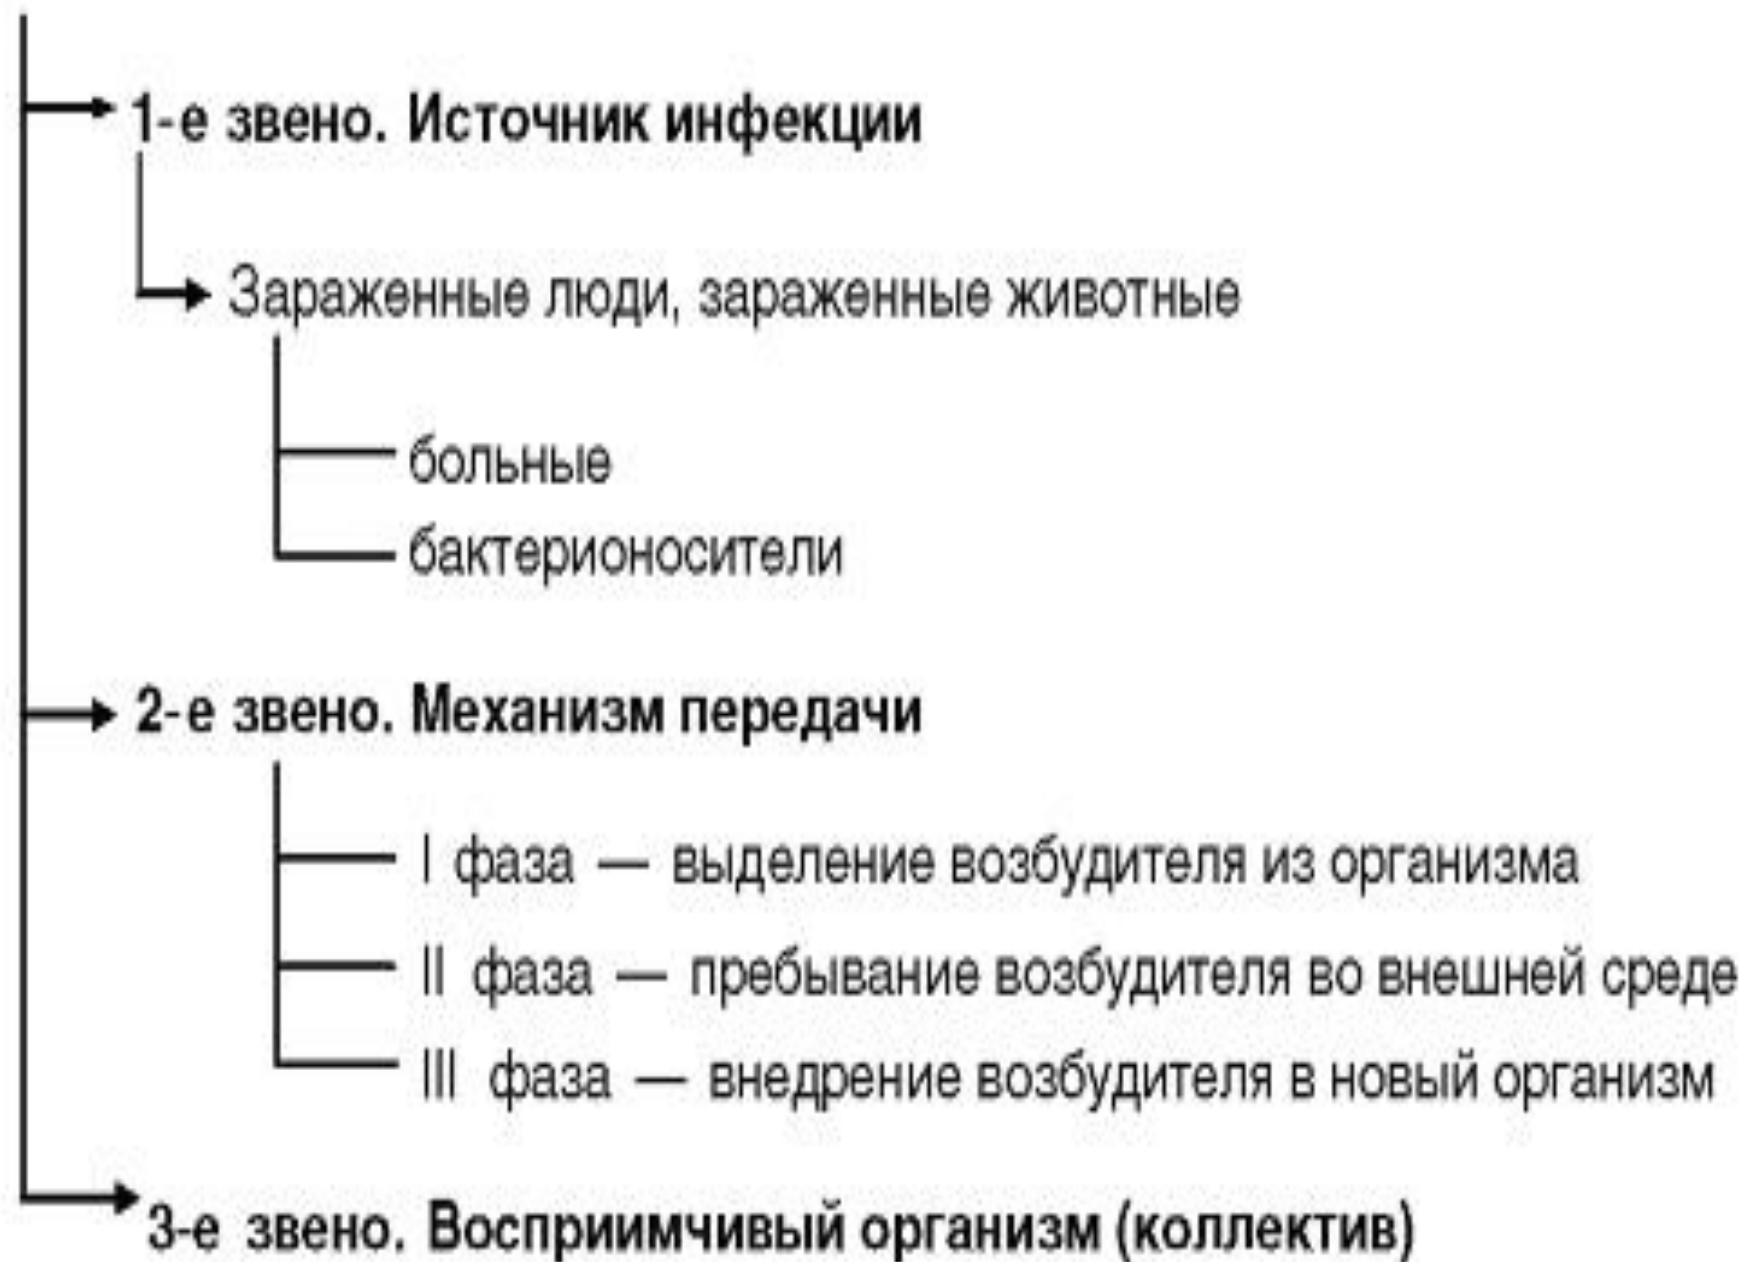 1-е звено. Источник инфекции
Зараженные люди, зараженные животные
больные
бактерионосители
2-е звено. Механизм передачи
I фаза — выделение возбудителя из организма
II фаза — пребывание возбудителя во внешней среде
III фаза — внедрение возбудителя в новый организм
3-е звено. Восприимчивый организм (коллектив)